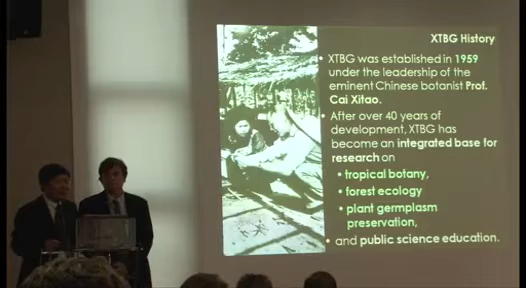 XTBG History
• XTBG was established in 1959
under the leadership of the
eminent Chinese botanist Prof.
Cai Xitao.
• After over 40 years of
development, XTBG has
become an integrated base for
research on
• tropical botany,
• forest ecology
• plant germplasm
preservation,
• and public science education.